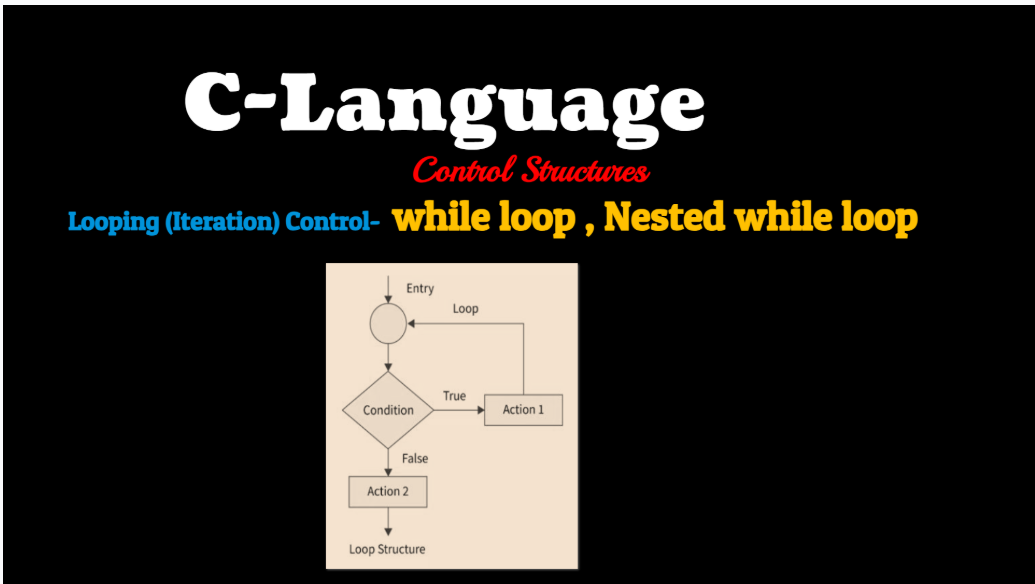 C-Language
Control Structures
Looping (Iteration) Control- while loop , Nested while loop
Entry
Loop
True
Condition
Action 1
False
Action 2
Loop Structure